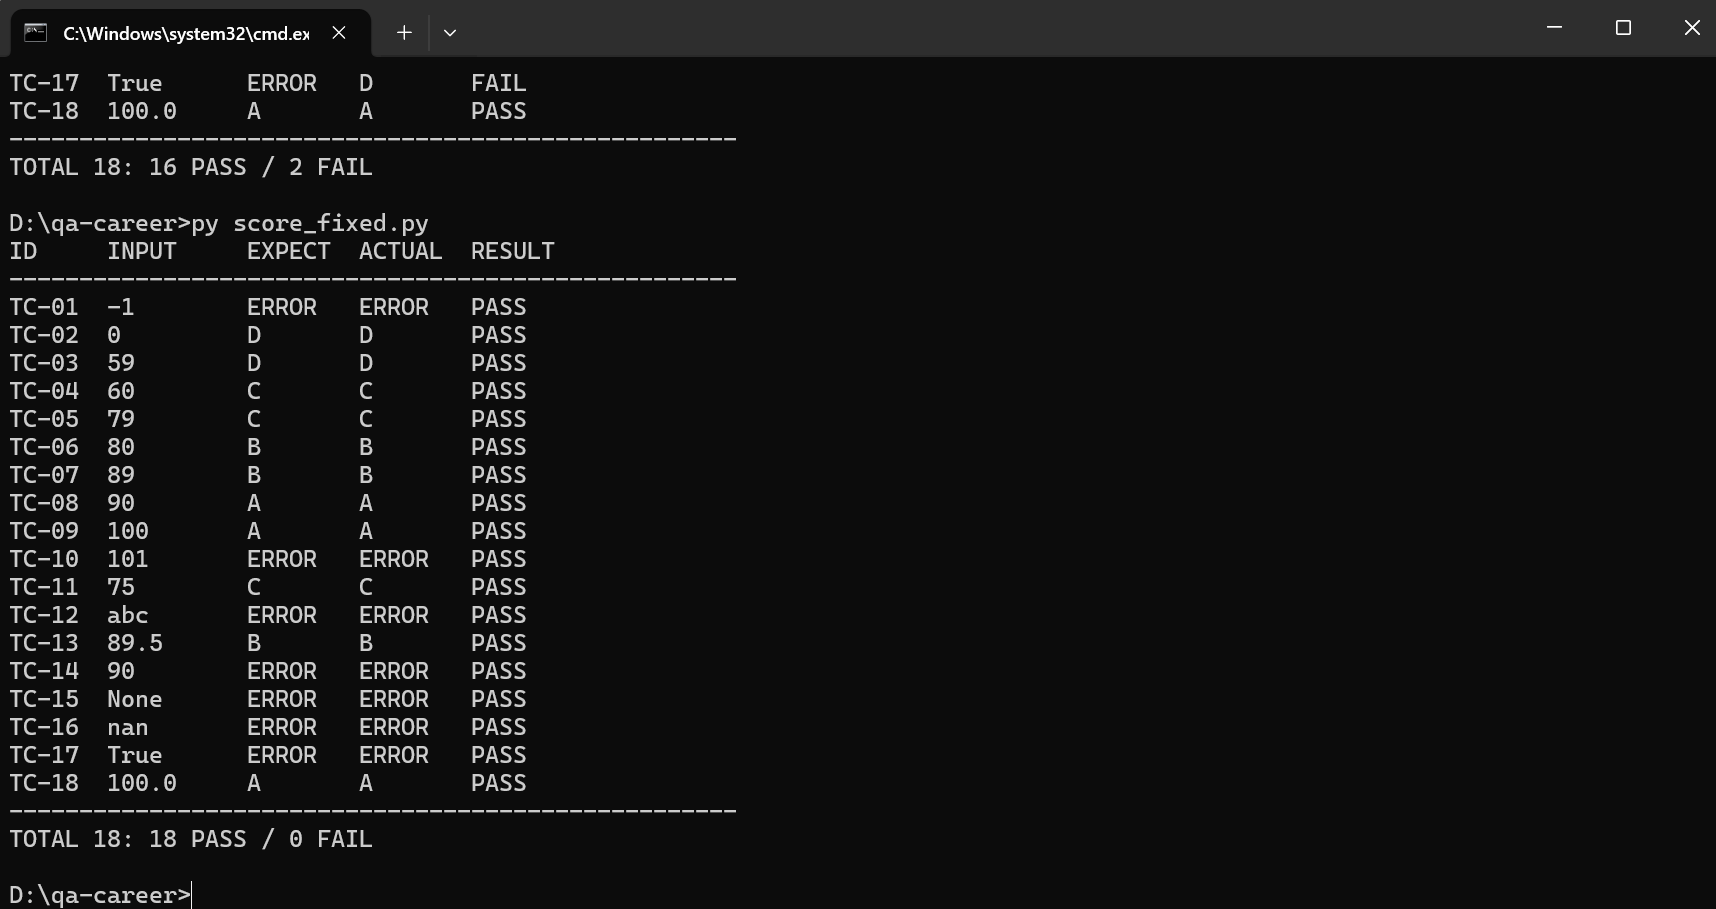 C:\Windows\system32\cmd.ex
TC-17  True      ERROR   D       FAIL
TC-18  100.0     A       A       PASS
----------------------------------------------------
TOTAL 18: 16 PASS / 2 FAIL
D:\qa-career>py score_fixed.py
ID     INPUT     EXPECT  ACTUAL  RESULT
----------------------------------------------------
TC-01  -1        ERROR   ERROR   PASS
TC-02  0         D       D       PASS
TC-03  59        D       D       PASS
TC-04  60        C       C       PASS
TC-05  79        C       C       PASS
TC-06  80        B       B       PASS
TC-07  89        B       B       PASS
TC-08  90        A       A       PASS
TC-09  100       A       A       PASS
TC-10  101       ERROR   ERROR   PASS
TC-11  75        C       C       PASS
TC-12  abc       ERROR   ERROR   PASS
TC-13  89.5      B       B       PASS
TC-14  90        ERROR   ERROR   PASS
TC-15  None      ERROR   ERROR   PASS
TC-16  nan       ERROR   ERROR   PASS
TC-17  True      ERROR   ERROR   PASS
TC-18  100.0     A       A       PASS
----------------------------------------------------
TOTAL 18: 18 PASS / 0 FAIL
D:\qa-career>